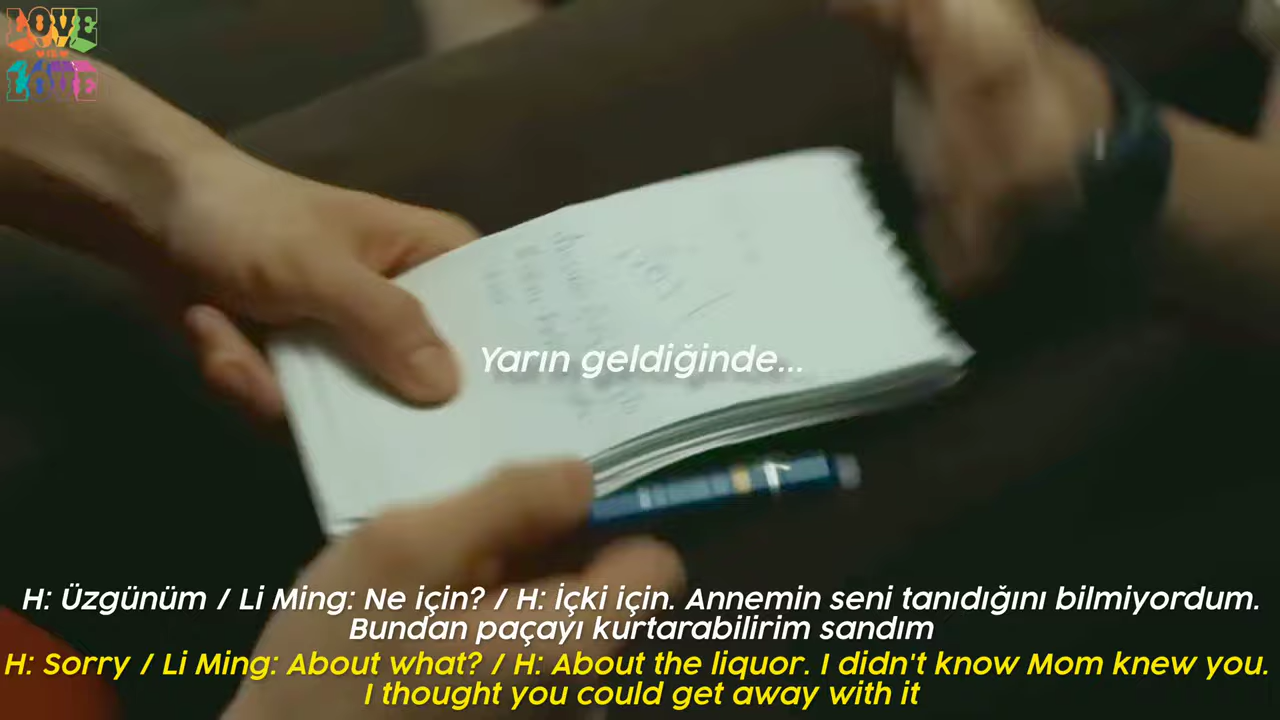 LOVE
LOVE
Yarın geldiğinde...
H: Üzgünüm / Li Ming: Ne için? / H: İçki için. Annemin seni tanıdığını bilmiyordum.
Bundan paçayı kurtarabilirim sandım
H: Sorry / Li Ming: About what? / H: About the liquor. I didn't know Mom knew you.
I thought you could get away with it